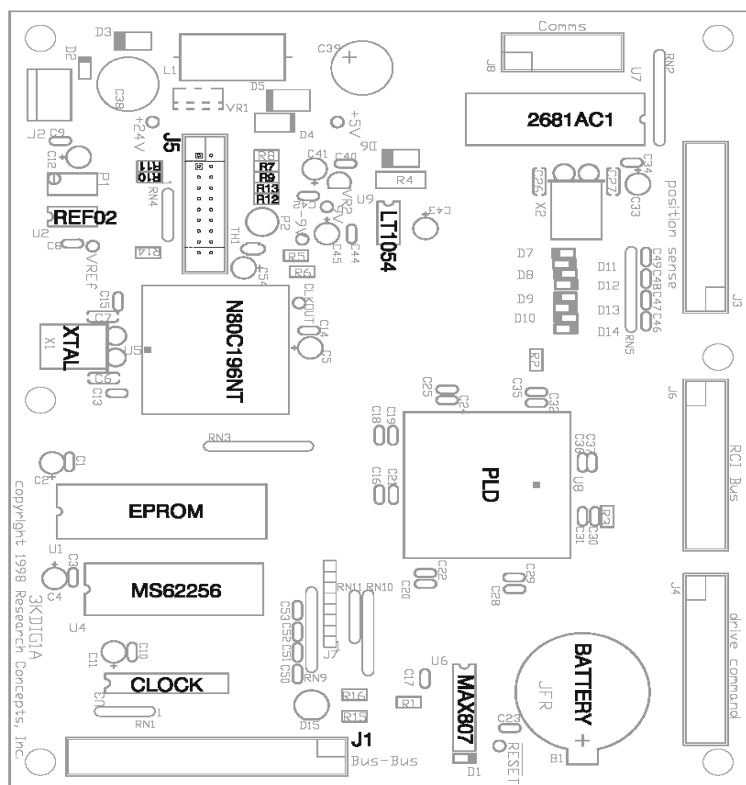 D3
D2
L1
C39
+
Comms
J8
U7
RN2
C38
VR1
D5
D4
+24V
+5V
2681AC1
J2
C9
C12
+
J5
D6
R8
R7
R9
R13
R12
C41
+
C40
R4
R11
R10
RN4
P1
REF02
U2
C8
VREF
R14
TH1
P2
C42
VR2
-9V
C45
+
C44
U9
LT1054
C43
+
C26
X2
C27
C34
C33
+
position sense
J3
R5
R6
C54
+
D7
D8
D9
D10
D11
D12
D13
D14
C49
C48
C47
C46
RN5
C15
C7
XTAL
X1
C6
C13
U5
N80C196NT
CLKOUT
C14
C5
+
R2
J6
RCI Bus
RN3
C25
C24
C35
C32
C18
C19
C16
PLD
C36
C37
U8
C31
C30
R3
C1
C2
+
EPROM
U1
C3
C4
+
MS62256
U4
C22
C20
C29
C28
J4
drive command
copyright 1998 Research Concepts, Inc.
3KDIG1A
C11
+
C10
CLOCK
U3
RN1
1
C53
C52
C51
C50
RN9
J7
RN11
RN10
D15
R16
R15
C17
R1
U6
MAX807
D1
C23
RESET
BATTERY
JFR
+
B1
J1
Bus-Bus